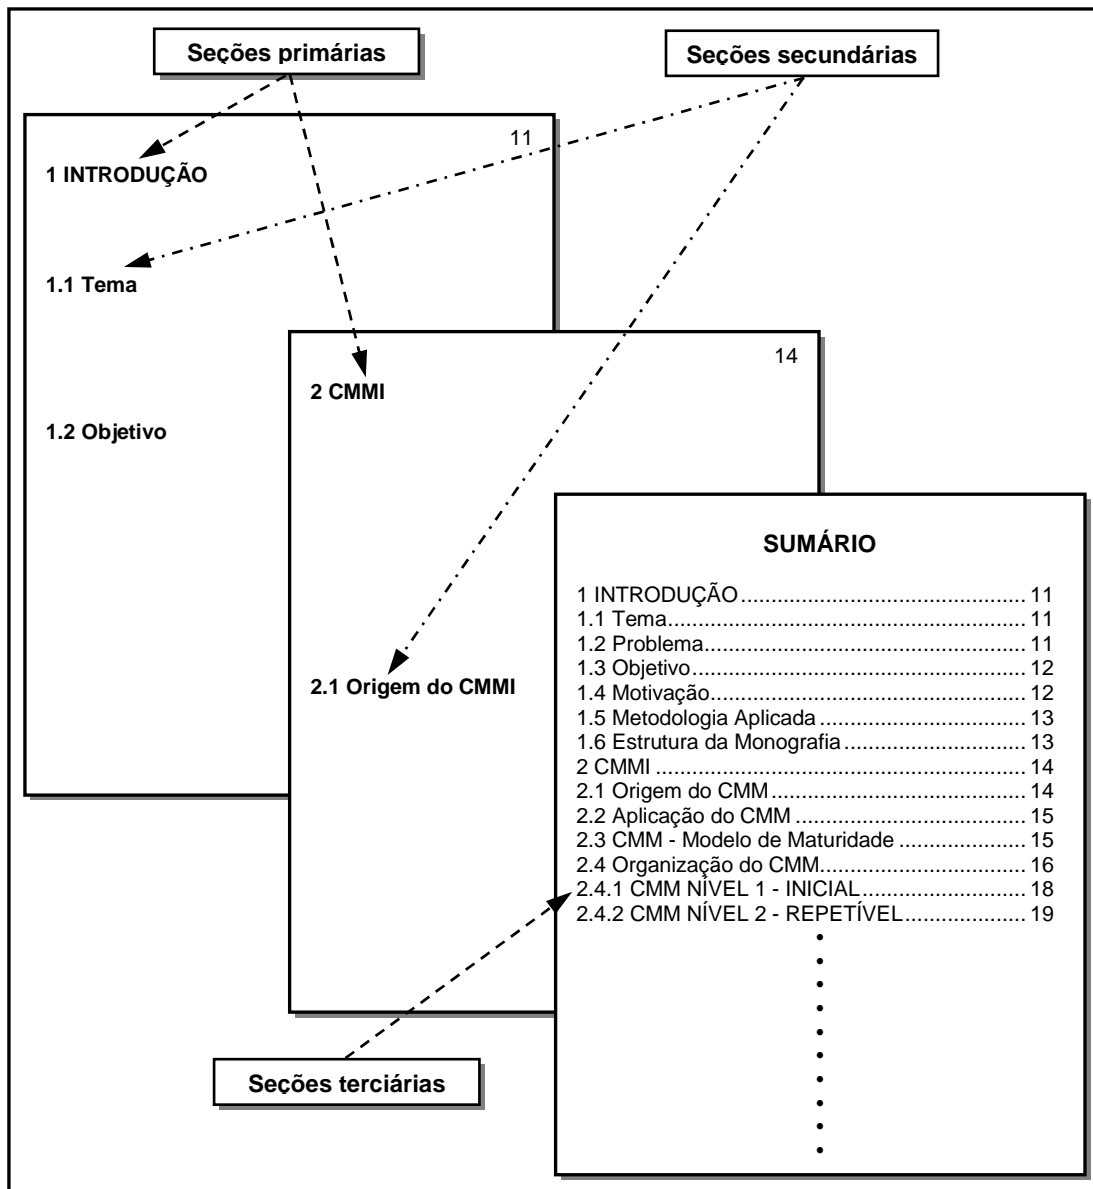 Seções primárias
Seções secundárias
11
1 INTRODUÇÃO
1.1 Tema
1.2 Objetivo
14
2 CMMI
2.1 Origem do CMMI
SUMÁRIO
1 INTRODUÇÃO.............................................. 11
1.1 Tema.......................................................... 11
1.2 Problema.................................................... 11
1.3 Objetivo...................................................... 12
1.4 Motivação................................................... 12
1.5 Metodologia Aplicada.................................. 13
1.6 Estrutura da Monografia.............................. 13
2 CMMI ............................................................ 14
2.1 Origem do CMM......................................... 14
2.2 Aplicação do CMM ..................................... 15
2.3 CMM - Modelo de Maturidade .................... 15
2.4 Organização do CMM................................. 16
2.4.1 CMM NÍVEL 1 - INICIAL........................... 18
2.4.2 CMM NÍVEL 2 - REPETÍVEL.................... 19
Seções terciárias